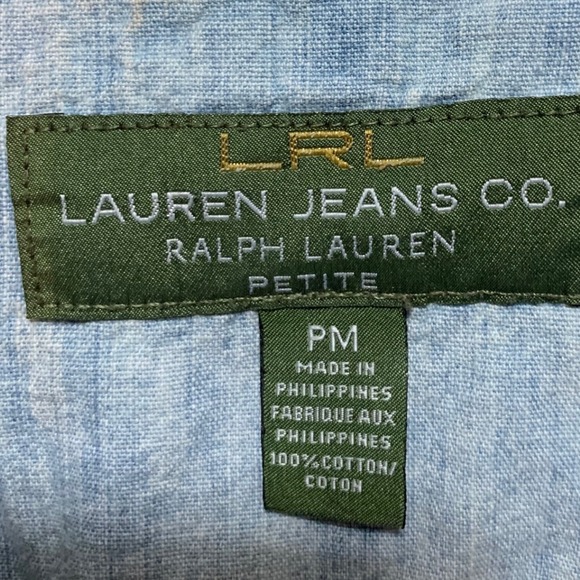 LRL
LAUREN JEANS CO.
RALPH LAUREN
PETITE
PM
MADE IN
PHILIPPINES
FABRIQUE AUX
PHILIPPINES
100% COTTON/
COTON